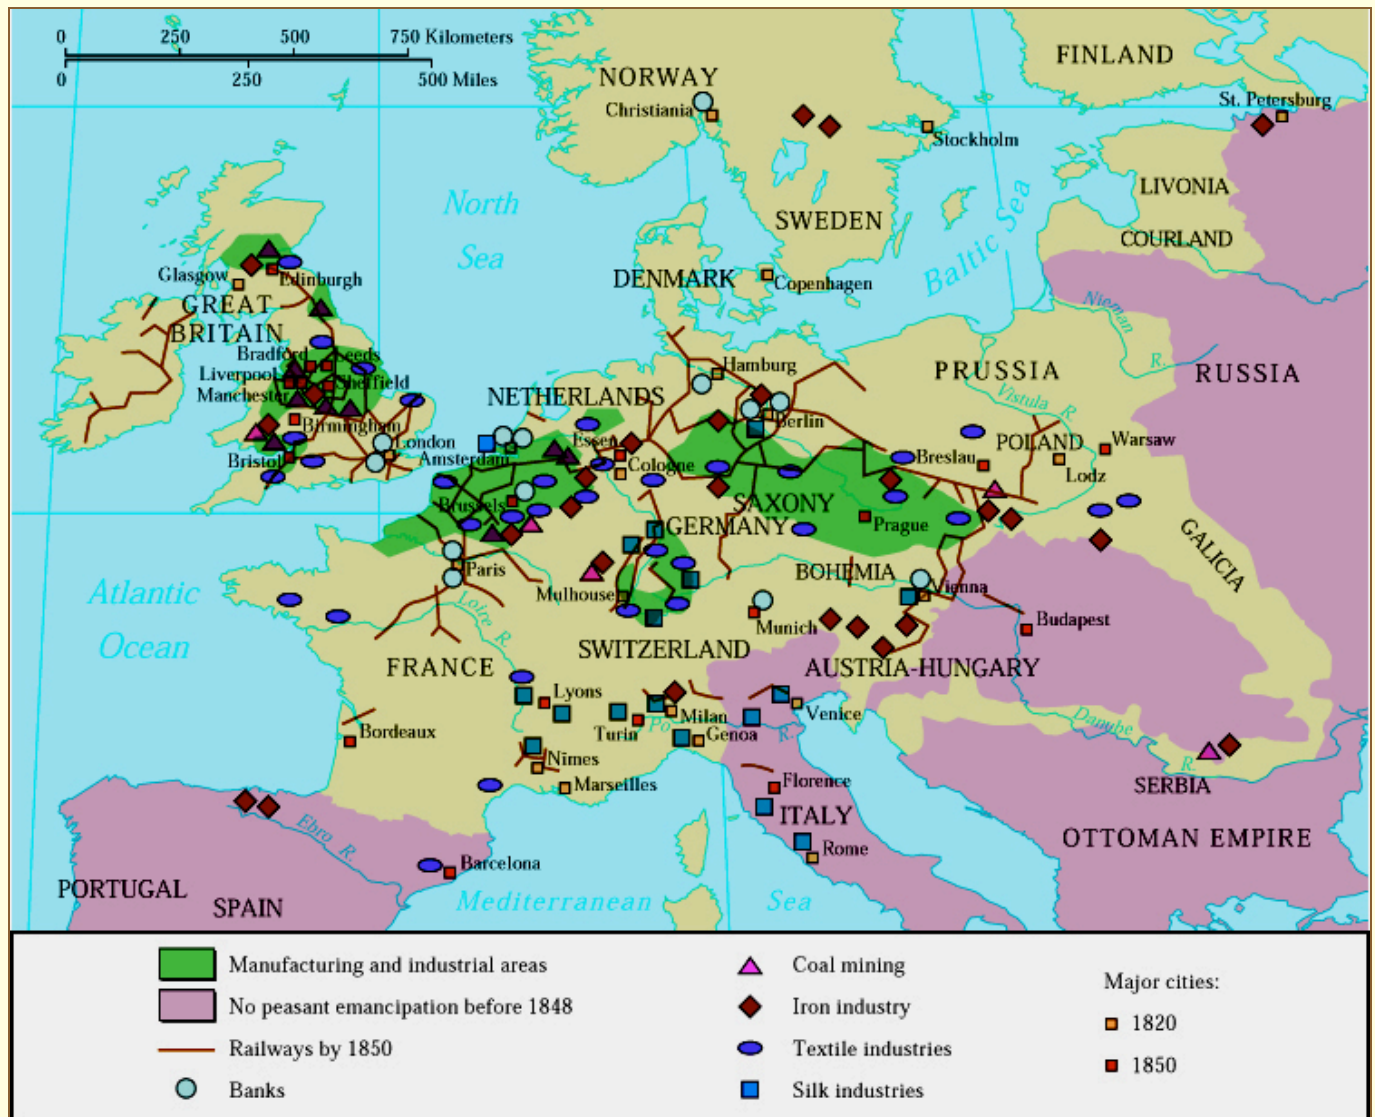 0 250 500 750 Kilometers
0 250 500 Miles
FINLAND
NORWAY
Christiania
St. Petersburg
Stockholm
LIVONIA
North
Sea
SWEDEN
Baltic Sea
COURLAND
Glasgow
Edinburgh
DENMARK
Copenhagen
GREAT
BRITAIN
Nieman
R.
Bradford
Leeds
Liverpool
Sheffield
Manchester
Hamburg
PRUSSIA
RUSSIA
NETHERLANDS
Vistula R.
Birmingham
Berlin
London
Essen
POLAND
Warsaw
Bristol
Amsterdam
Cologne
Breslau
Lodz
Brussels
SAXONY
GERMANY
Prague
GALICIA
Paris
BOHEMIA
Atlantic
Ocean
Mulhouse
Vienna
Loire R.
Munich
Budapest
SWITZERLAND
FRANCE
AUSTRIA-HUNGARY
Lyons
Milan
Venice
Bordeaux
Turin
Po
Genoa
R.
Danube
R.
Nimes
Marseilles
Florence
SERBIA
ITALY
OTTOMAN EMPIRE
Ebro R.
Rome
Barcelona
PORTUGAL
SPAIN
Mediterranean Sea
Manufacturing and industrial areas
No peasant emancipation before 1848
Railways by 1850
Banks
Coal mining
Iron industry
Textile industries
Silk industries
Major cities:
1820
1850